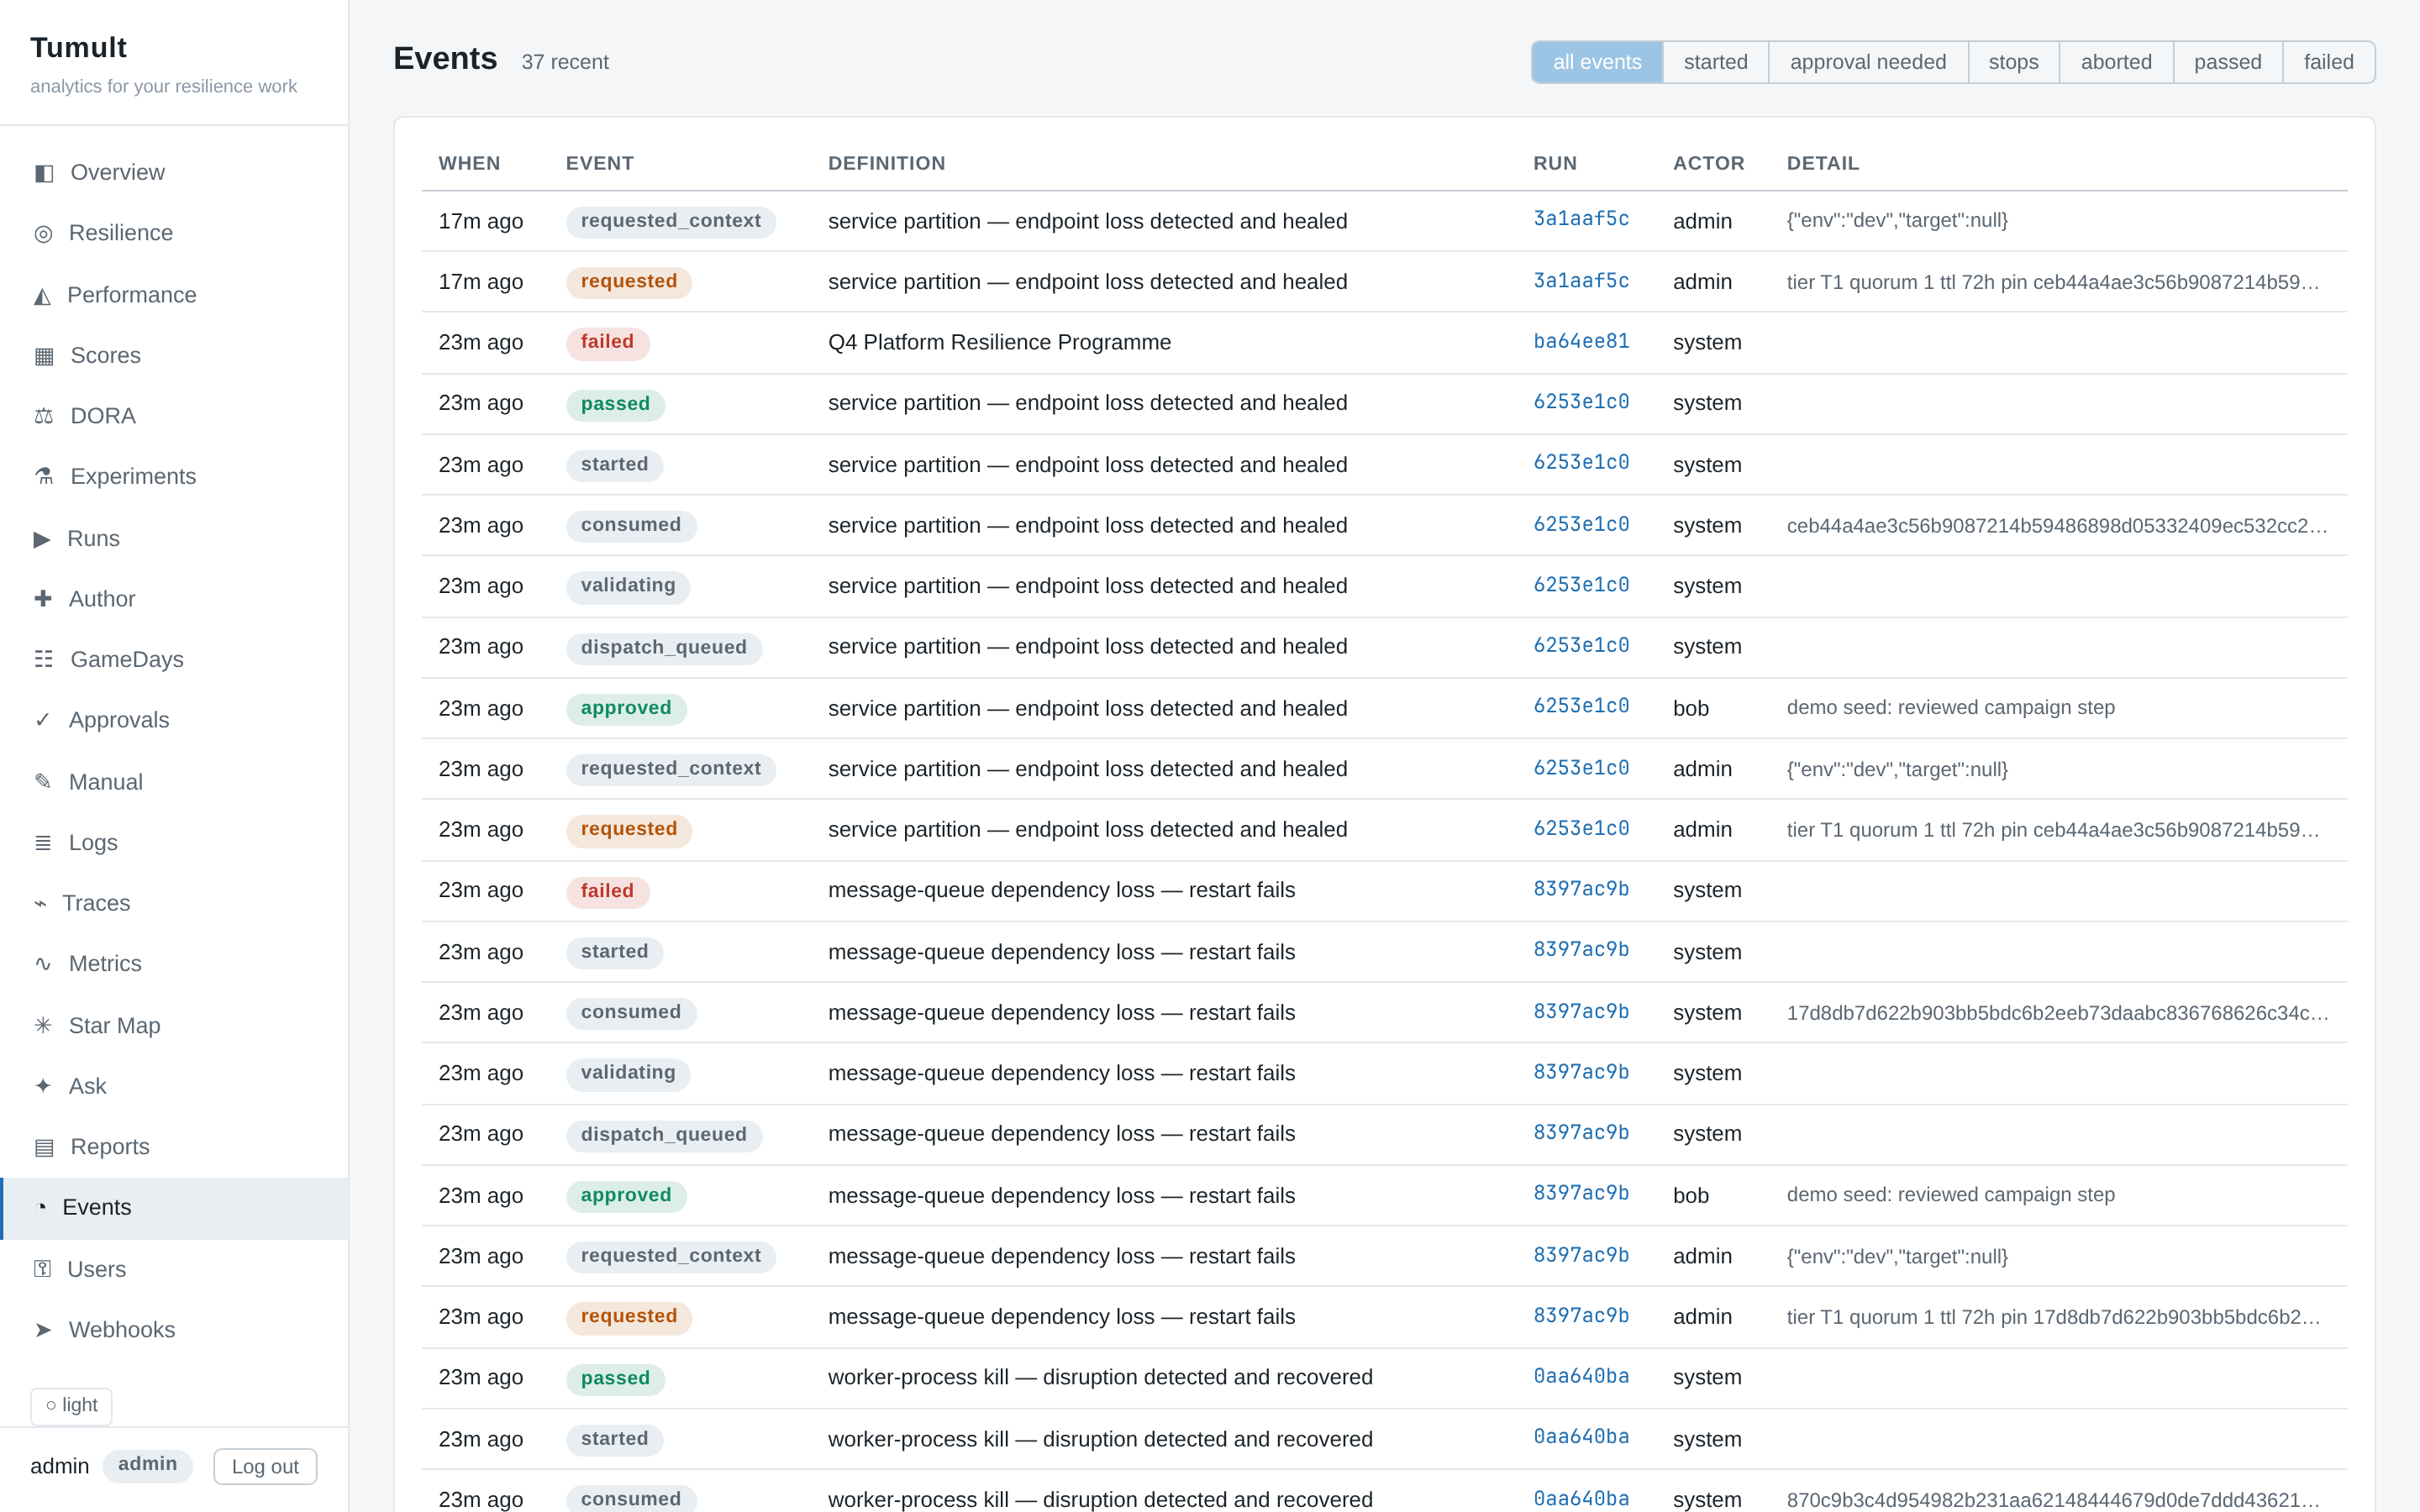 Tumult
analytics for your resilience work
Overview
Resilience
Performance
Scores
DORA
Experiments
Runs
Author
GameDays
Approvals
Manual
Logs
Traces
Metrics
Star Map
Ask
Reports
Events
Users
Webhooks
light
admin admin Log out
Events 37 recent
all events started approval needed stops aborted passed failed
WHEN EVENT DEFINITION RUN ACTOR DETAIL
17m ago requested_context service partition — endpoint loss detected and healed 3a1aaf5c admin {"env":"dev","target":null}
17m ago requested service partition — endpoint loss detected and healed 3a1aaf5c admin tier T1 quorum 1 ttl 72h pin ceb44a4ae3c56b9087214b59…
23m ago failed Q4 Platform Resilience Programme ba64ee81 system
23m ago passed service partition — endpoint loss detected and healed 6253e1c0 system
23m ago started service partition — endpoint loss detected and healed 6253e1c0 system
23m ago consumed service partition — endpoint loss detected and healed 6253e1c0 system ceb44a4ae3c56b9087214b59486898d05332409ec532cc2…
23m ago validating service partition — endpoint loss detected and healed 6253e1c0 system
23m ago dispatch_queued service partition — endpoint loss detected and healed 6253e1c0 system
23m ago approved service partition — endpoint loss detected and healed 6253e1c0 bob demo seed: reviewed campaign step
23m ago requested_context service partition — endpoint loss detected and healed 6253e1c0 admin {"env":"dev","target":null}
23m ago requested service partition — endpoint loss detected and healed 6253e1c0 admin tier T1 quorum 1 ttl 72h pin ceb44a4ae3c56b9087214b59…
23m ago failed message-queue dependency loss — restart fails 8397ac9b system
23m ago started message-queue dependency loss — restart fails 8397ac9b system
23m ago consumed message-queue dependency loss — restart fails 8397ac9b system 17d8db7d622b903bb5bdc6b2eeb73daabc836768626c34c…
23m ago validating message-queue dependency loss — restart fails 8397ac9b system
23m ago dispatch_queued message-queue dependency loss — restart fails 8397ac9b system
23m ago approved message-queue dependency loss — restart fails 8397ac9b bob demo seed: reviewed campaign step
23m ago requested_context message-queue dependency loss — restart fails 8397ac9b admin {"env":"dev","target":null}
23m ago requested message-queue dependency loss — restart fails 8397ac9b admin tier T1 quorum 1 ttl 72h pin 17d8db7d622b903bb5bdc6b2…
23m ago passed worker-process kill — disruption detected and recovered 0aa640ba system
23m ago started worker-process kill — disruption detected and recovered 0aa640ba system
23m ago consumed worker-process kill — disruption detected and recovered 0aa640ba system 870c9b3c4d954982b231aa62148444679d0de7ddd43621…